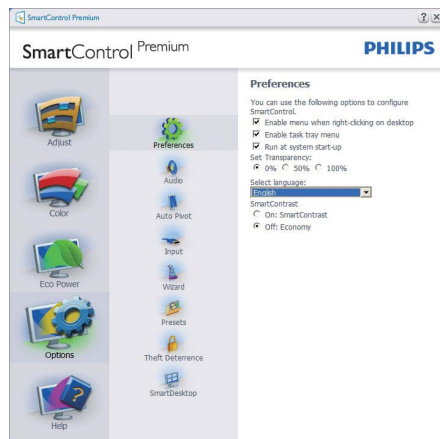 SmartControl Premium
SmartControl Premium
PHILIPS
Adjust
Color
Eco Power
Options
Help
Preferences
Audio
Auto Pivot
Input
Wizard
Presets
Theft Deterrence
SmartDesktop
Preferences
You can use the following options to configure
SmartControl.
Enable menu when right-clicking on desktop
Enable task tray menu
Run at system start-up
Set Transparency:
0% 50% 100%
Select language:
English
SmartContrast
On: SmartContrast
Off: Economy